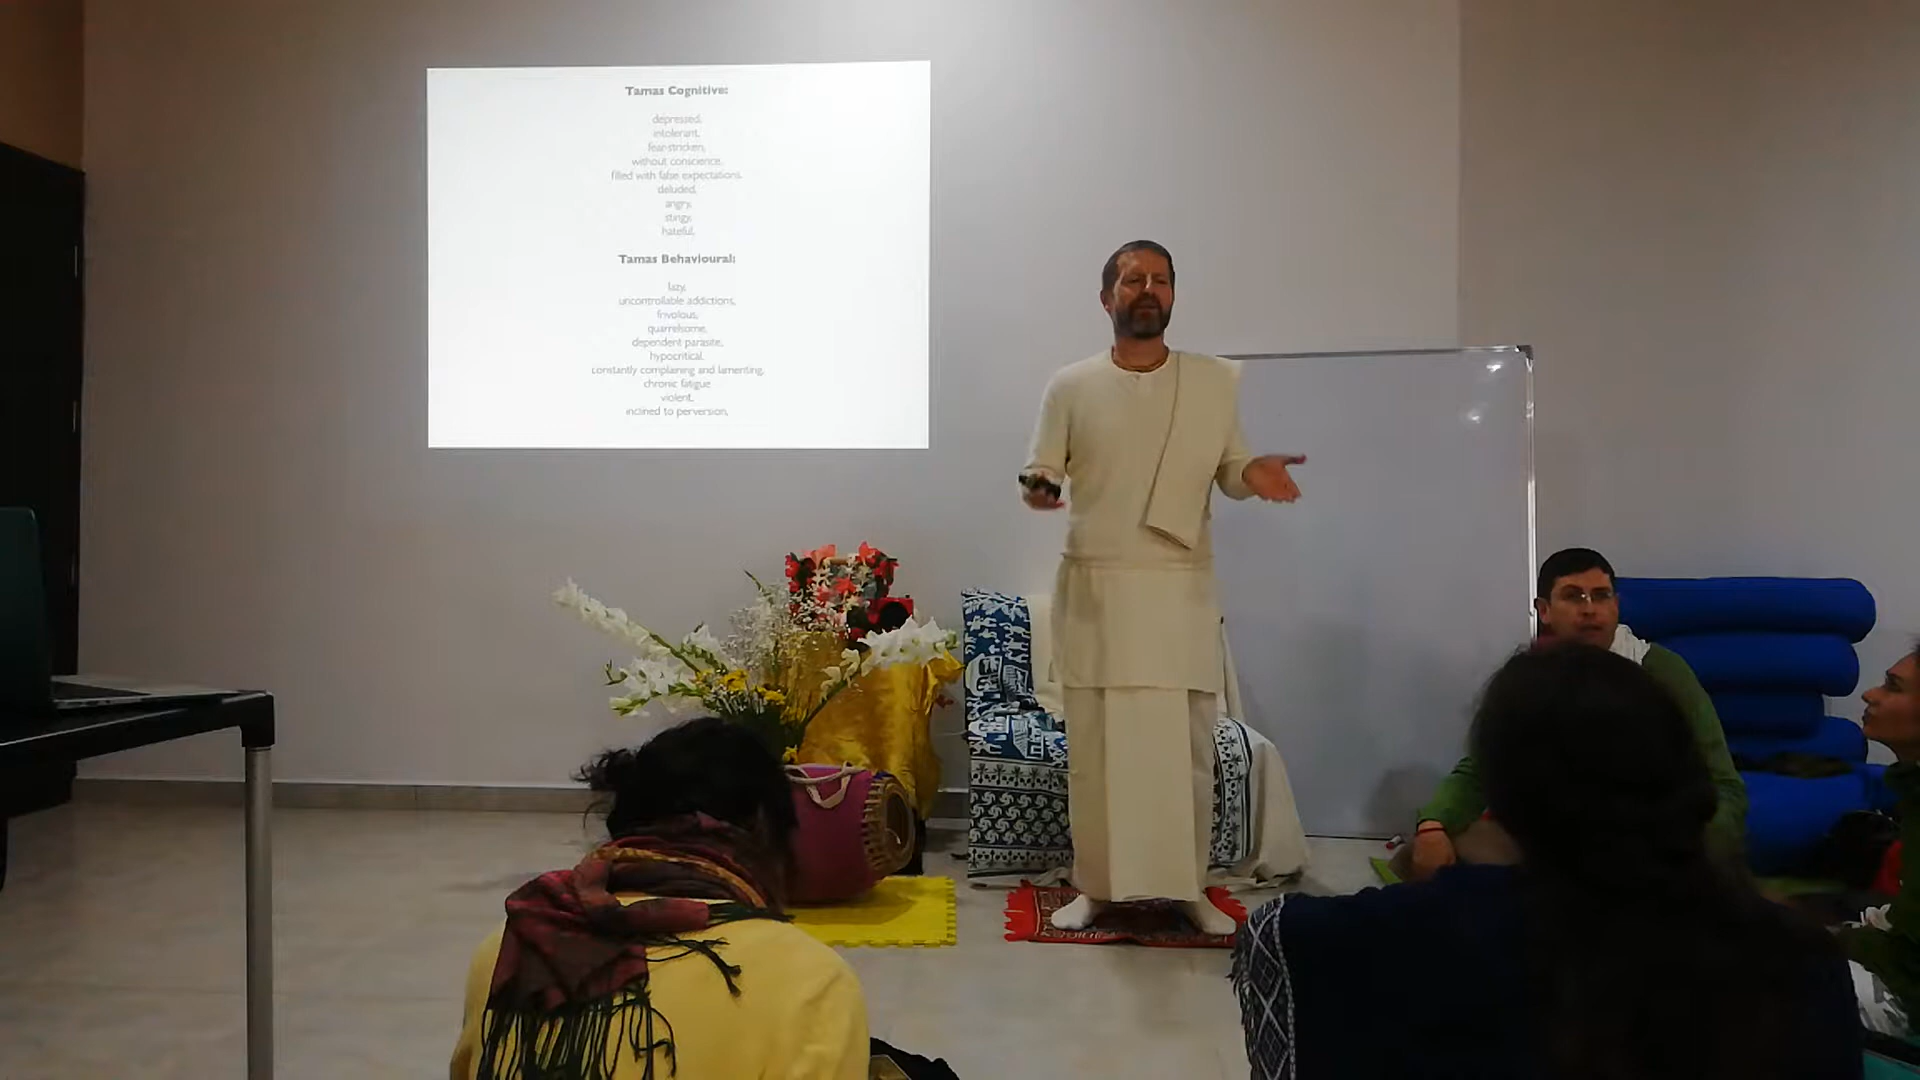 Tamas Cognitive:
depressed,
intolerant,
fear-stricken,
without conscience,
filled with false expectations,
deluded,
angry,
stingy,
hateful,
Tamas Behavioural:
lazy,
uncontrollable addictions,
frivolous,
quarrelsome,
dependent parasite,
hypocritical,
constantly complaining and lamenting,
chronic fatigue
violent,
inclined to perversion,